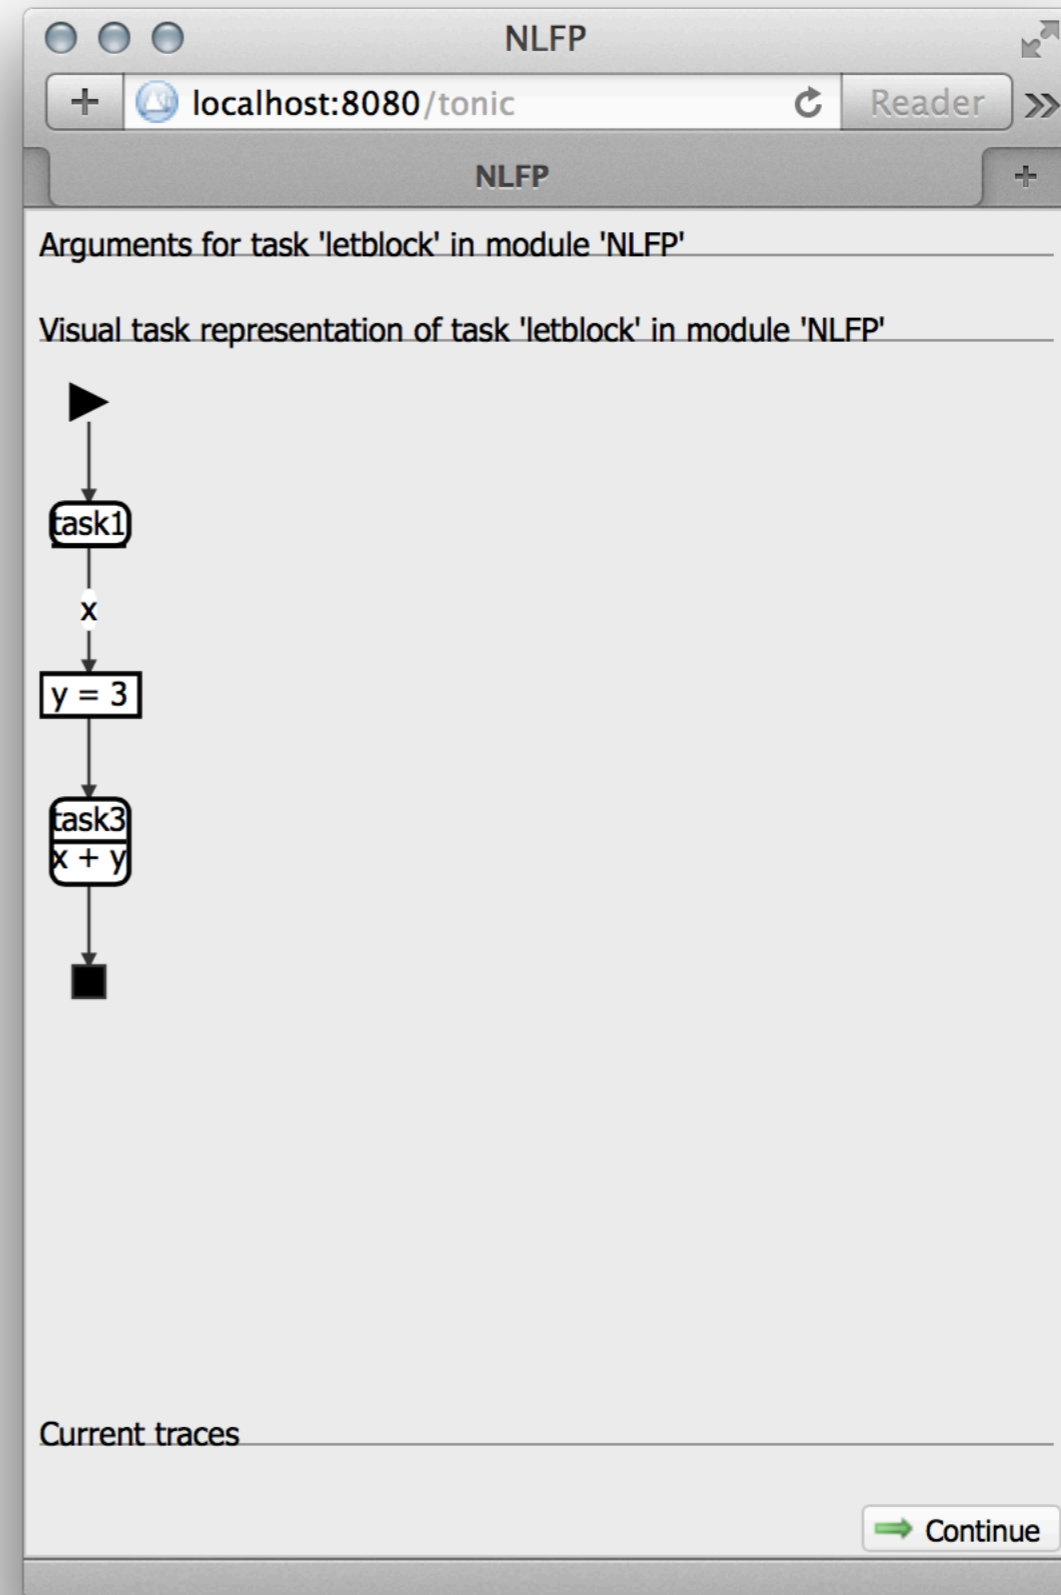 NLFP
localhost:8080/tonic
Reader
NLFP
Arguments for task 'letblock' in module 'NLFP'
Visual task representation of task 'letblock' in module 'NLFP'
task1
x
y = 3
task3
x + y
Current traces
Continue